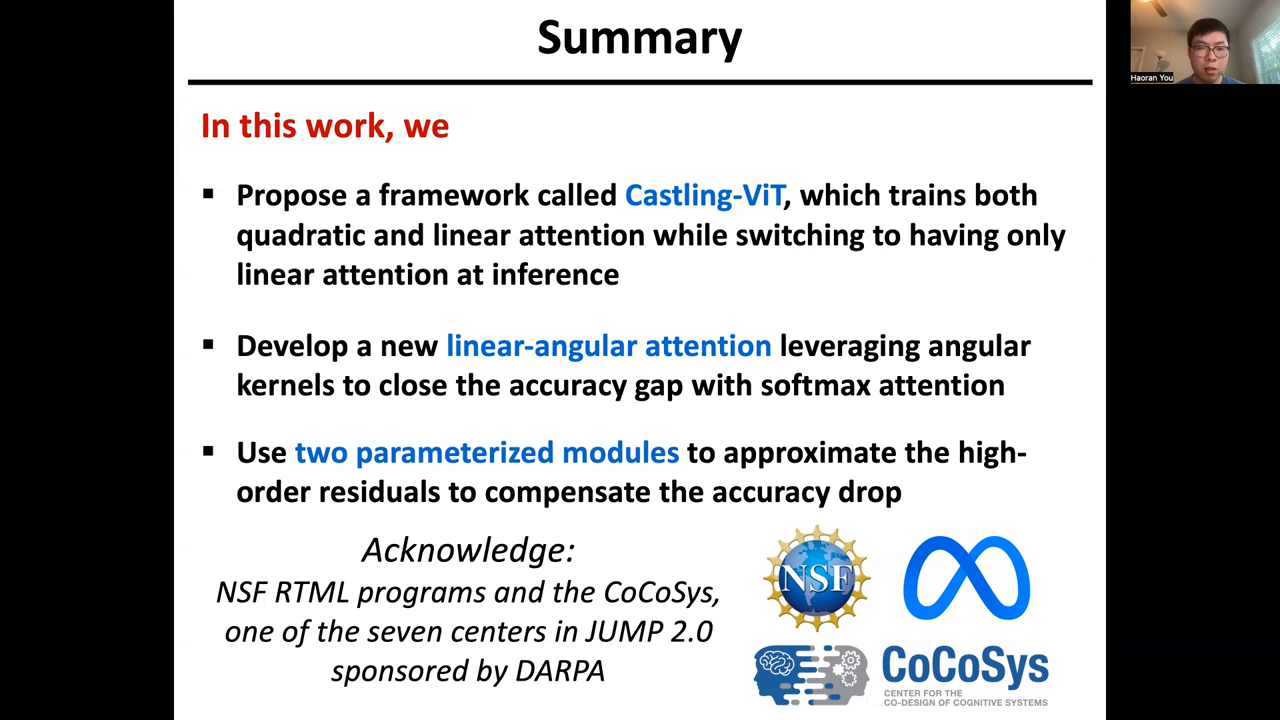 Summary
Haoran You
In this work, we
▪ Propose a framework called Castling-ViT, which trains both
quadratic and linear attention while switching to having only
linear attention at inference
▪ Develop a new linear-angular attention leveraging angular
kernels to close the accuracy gap with softmax attention
▪ Use two parameterized modules to approximate the high-
order residuals to compensate the accuracy drop
Acknowledge:
NSF RTML programs and the CoCoSys,
one of the seven centers in JUMP 2.0
sponsored by DARPA
NSF
CoCoSys
CENTER FOR THE
CO-DESIGN OF COGNITIVE SYSTEMS